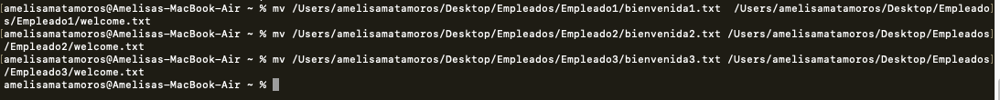 [amelisamatamoros@Amelisas-MacBook-Air ~ % mv /Users/amelisamatamoros/Desktop/Empleados/Empleado1/bienvenida1.txt  /Users/amelisamatamoros/Desktop/Empleado]
s/Empleado1/welcome.txt
[amelisamatamoros@Amelisas-MacBook-Air ~ % mv /Users/amelisamatamoros/Desktop/Empleados/Empleado2/bienvenida2.txt /Users/amelisamatamoros/Desktop/Empleados]
/Empleado2/welcome.txt
[amelisamatamoros@Amelisas-MacBook-Air ~ % mv /Users/amelisamatamoros/Desktop/Empleados/Empleado3/bienvenida3.txt /Users/amelisamatamoros/Desktop/Empleados]
/Empleado3/welcome.txt
amelisamatamoros@Amelisas-MacBook-Air ~ %